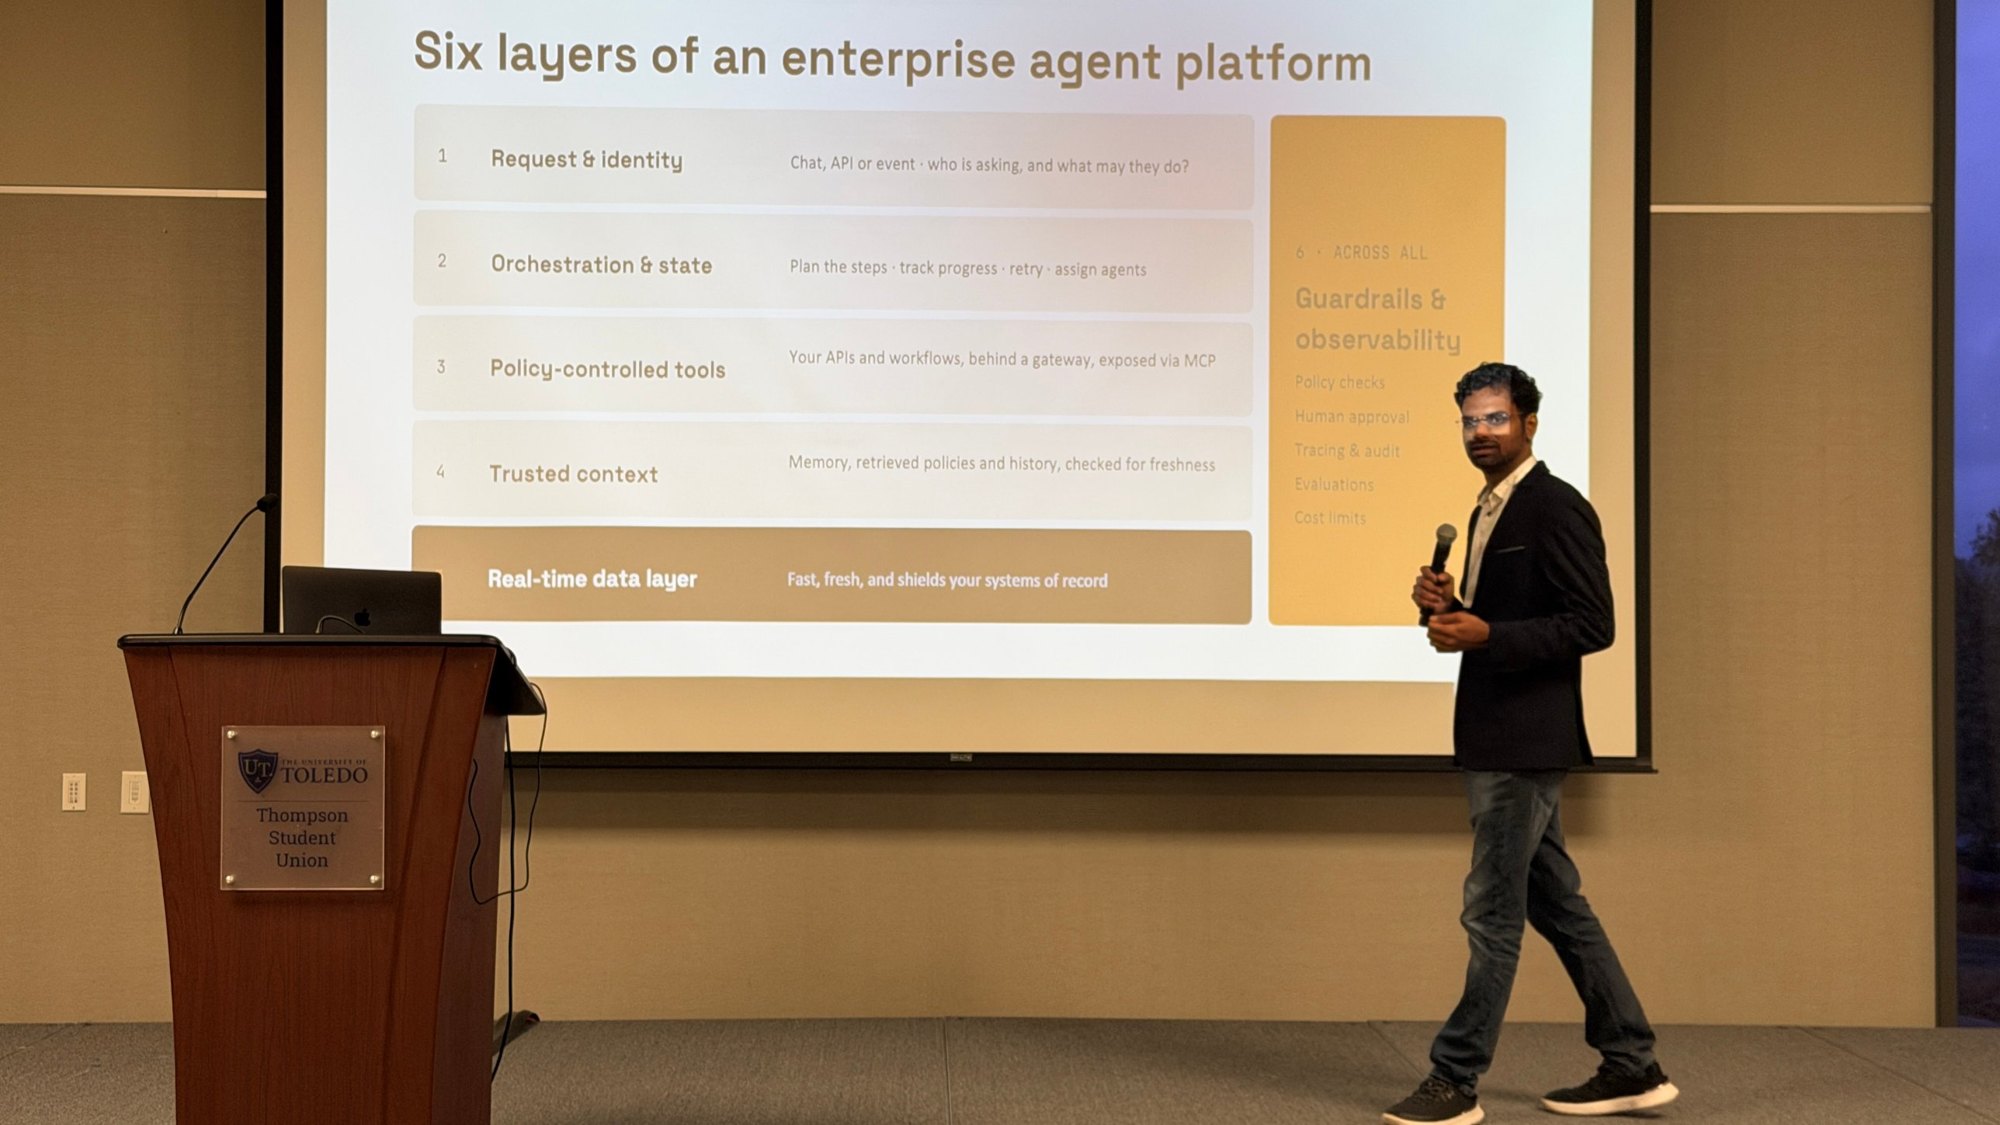 Six layers of an enterprise agent platform
1 Request & identity Chat, API or event · who is asking, and what may they do?
2 Orchestration & state Plan the steps · track progress · retry · assign agents
3 Policy-controlled tools Your APIs and workflows, behind a gateway, exposed via MCP
4 Trusted context Memory, retrieved policies and history, checked for freshness
Real-time data layer Fast, fresh, and shields your systems of record
6 · ACROSS ALL
Guardrails &
observability
Policy checks
Human approval
Tracing & audit
Evaluations
Cost limits
UT
THE UNIVERSITY OF
TOLEDO
Thompson
Student
Union